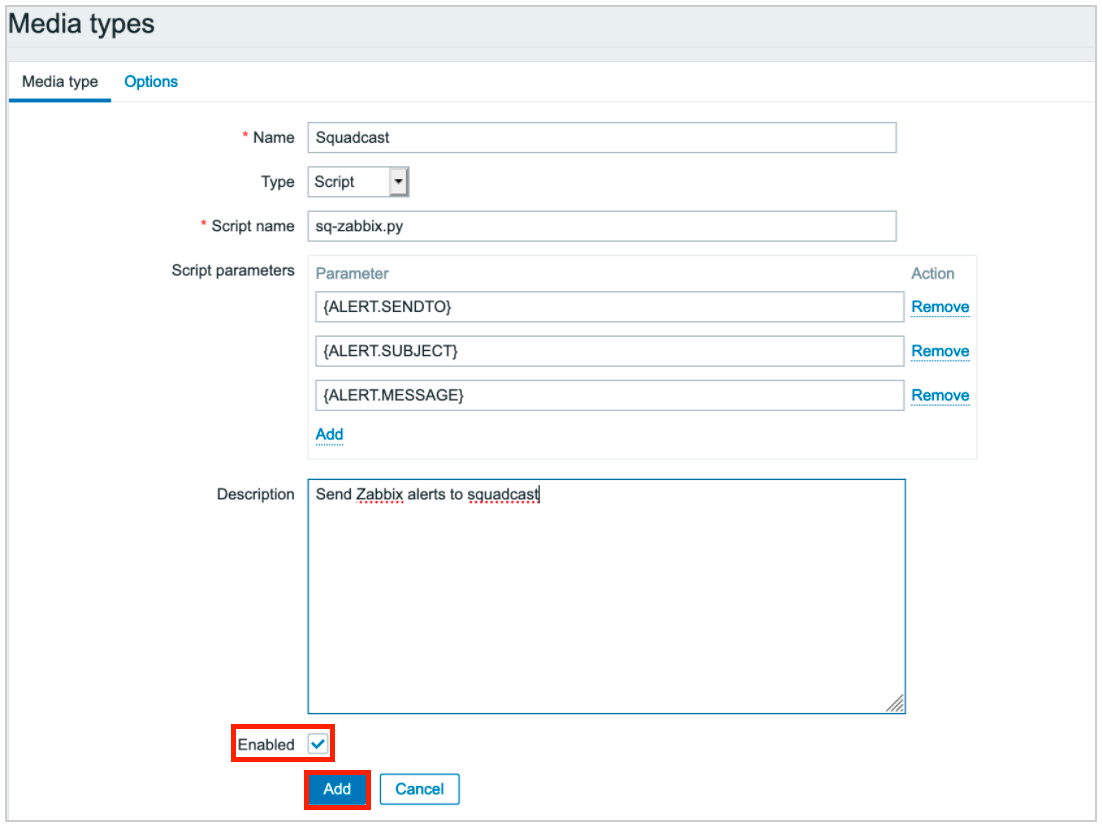 Media types
Media type Options
* Name Squadcast
Type Script
* Script name sq-zabbix.py
Script parameters Parameter Action
{ALERT.SENDTO} Remove
{ALERT.SUBJECT} Remove
{ALERT.MESSAGE} Remove
Add
Description Send Zabbix alerts to squadcast
Enabled
Add Cancel